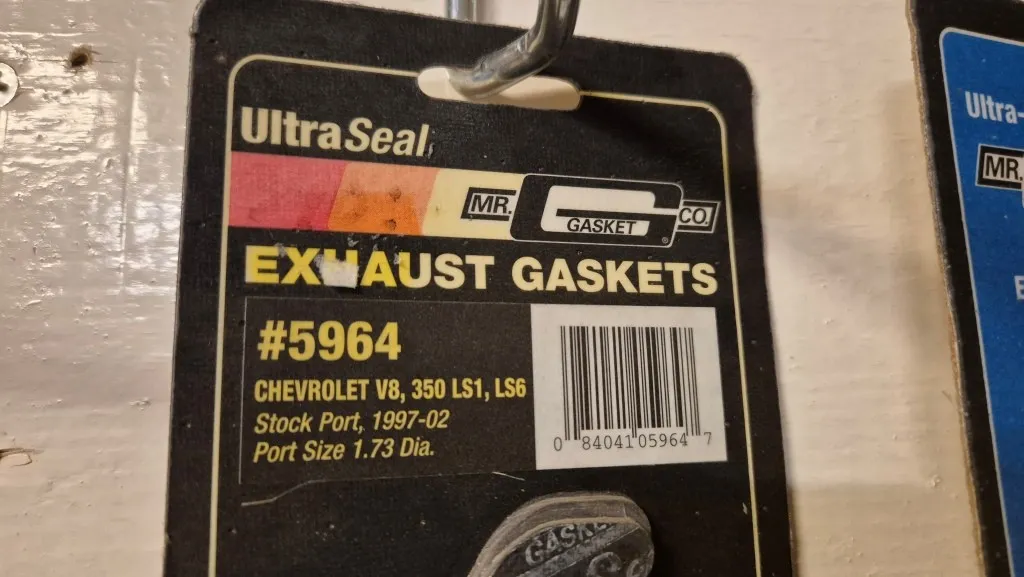 UltraSeal
MR. GASKET CO.
EXHAUST GASKETS
#5964
CHEVROLET V8, 350 LS1, LS6
Stock Port, 1997-02
Port Size 1.73 Dia.
0 84041 05964 7
GASKE
Ultra-
MR.
E